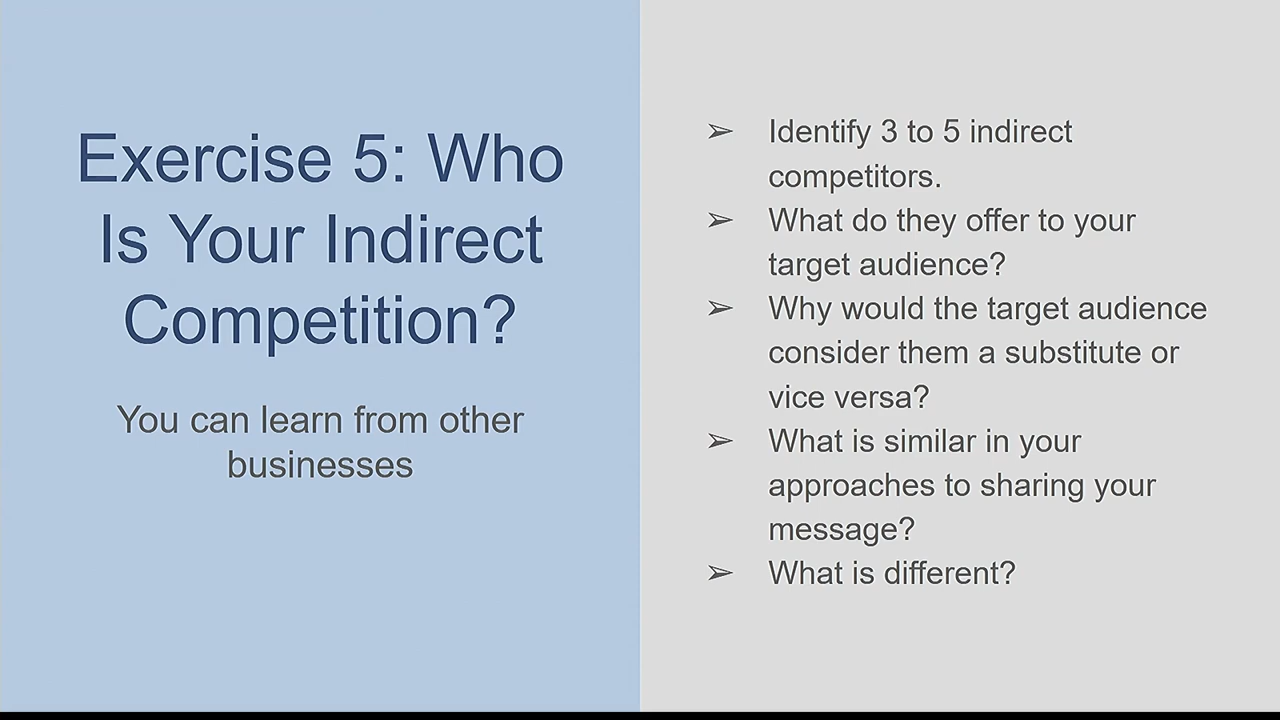 Exercise 5: Who
Is Your Indirect
Competition?
You can learn from other
businesses
➢ Identify 3 to 5 indirect
competitors.
➢ What do they offer to your
target audience?
➢ Why would the target audience
consider them a substitute or
vice versa?
➢ What is similar in your
approaches to sharing your
message?
➢ What is different?